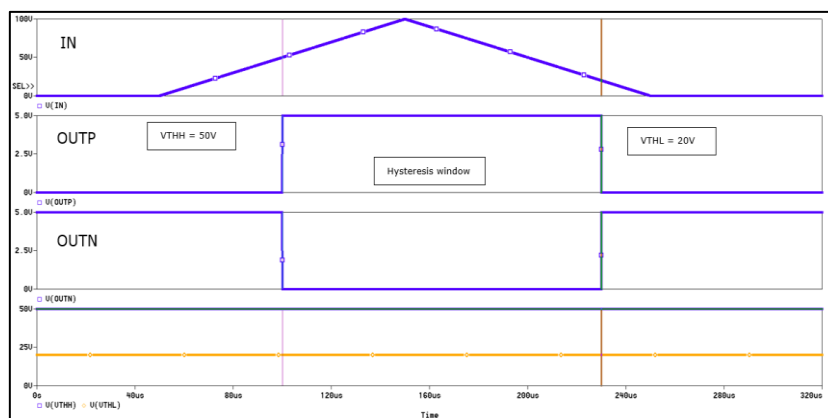 100V
IN
50V
SEL>>
0V
U(IN)
5.0V
OUTP
VTHH = 50V
VTHL = 20V
2.5V
Hysteresis window
0V
U(OUTP)
5.0V
OUTN
2.5V
0V
U(OUTN)
50V
25V
0V
0s 40us 80us 120us 160us 200us 240us 280us 320us
U(VTHH) U(VTHL)
Time